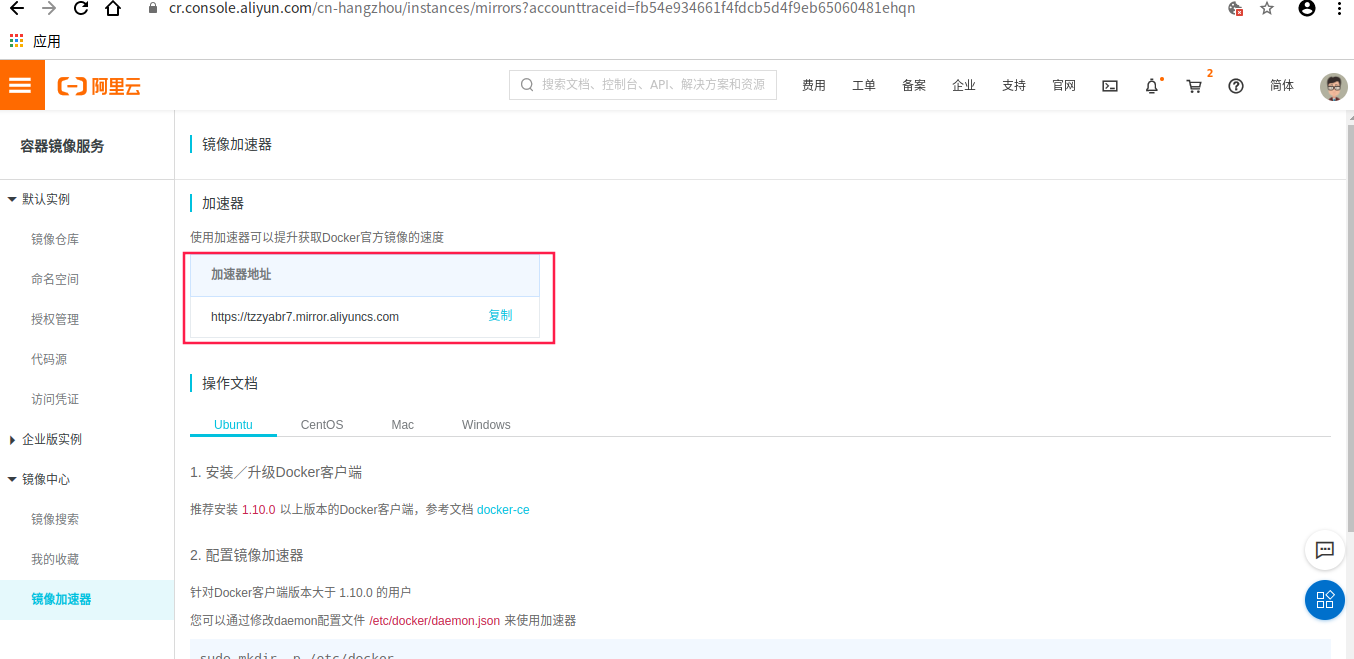 cr.console.aliyun.com/cn-hangzhou/instances/mirrors?accounttraceid=fb54e934661f4fdcb5d4f9eb65060481ehqn
应用
阿里云
搜索文档、控制台、API、解决方案和资源
费用 工单 备案 企业 支持 官网 2 简体
容器镜像服务
默认实例
镜像仓库
命名空间
授权管理
代码源
访问凭证
企业版实例
镜像中心
镜像搜索
我的收藏
镜像加速器
镜像加速器
加速器
使用加速器可以提升获取Docker官方镜像的速度
加速器地址
https://tzzyabr7.mirror.aliyuncs.com 复制
操作文档
Ubuntu CentOS Mac Windows
1. 安装／升级Docker客户端
推荐安装 1.10.0 以上版本的Docker客户端，参考文档 docker-ce
2. 配置镜像加速器
针对Docker客户端版本大于 1.10.0 的用户
您可以通过修改daemon配置文件 /etc/docker/daemon.json 来使用加速器
sudo mkdir -p /etc/docker